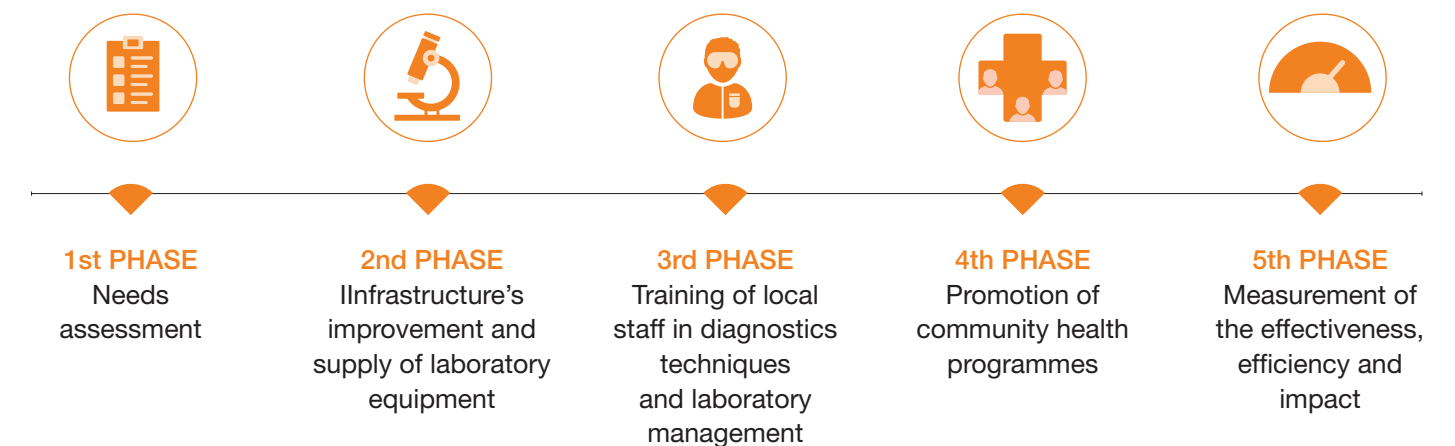 1st PHASE
Needs
assessment
2nd PHASE
IInfrastructure’s
improvement and
supply of laboratory
equipment
3rd PHASE
Training of local
staff in diagnostics
techniques
and laboratory
management
4th PHASE
Promotion of
community health
programmes
5th PHASE
Measurement of
the effectiveness,
efficiency and
impact